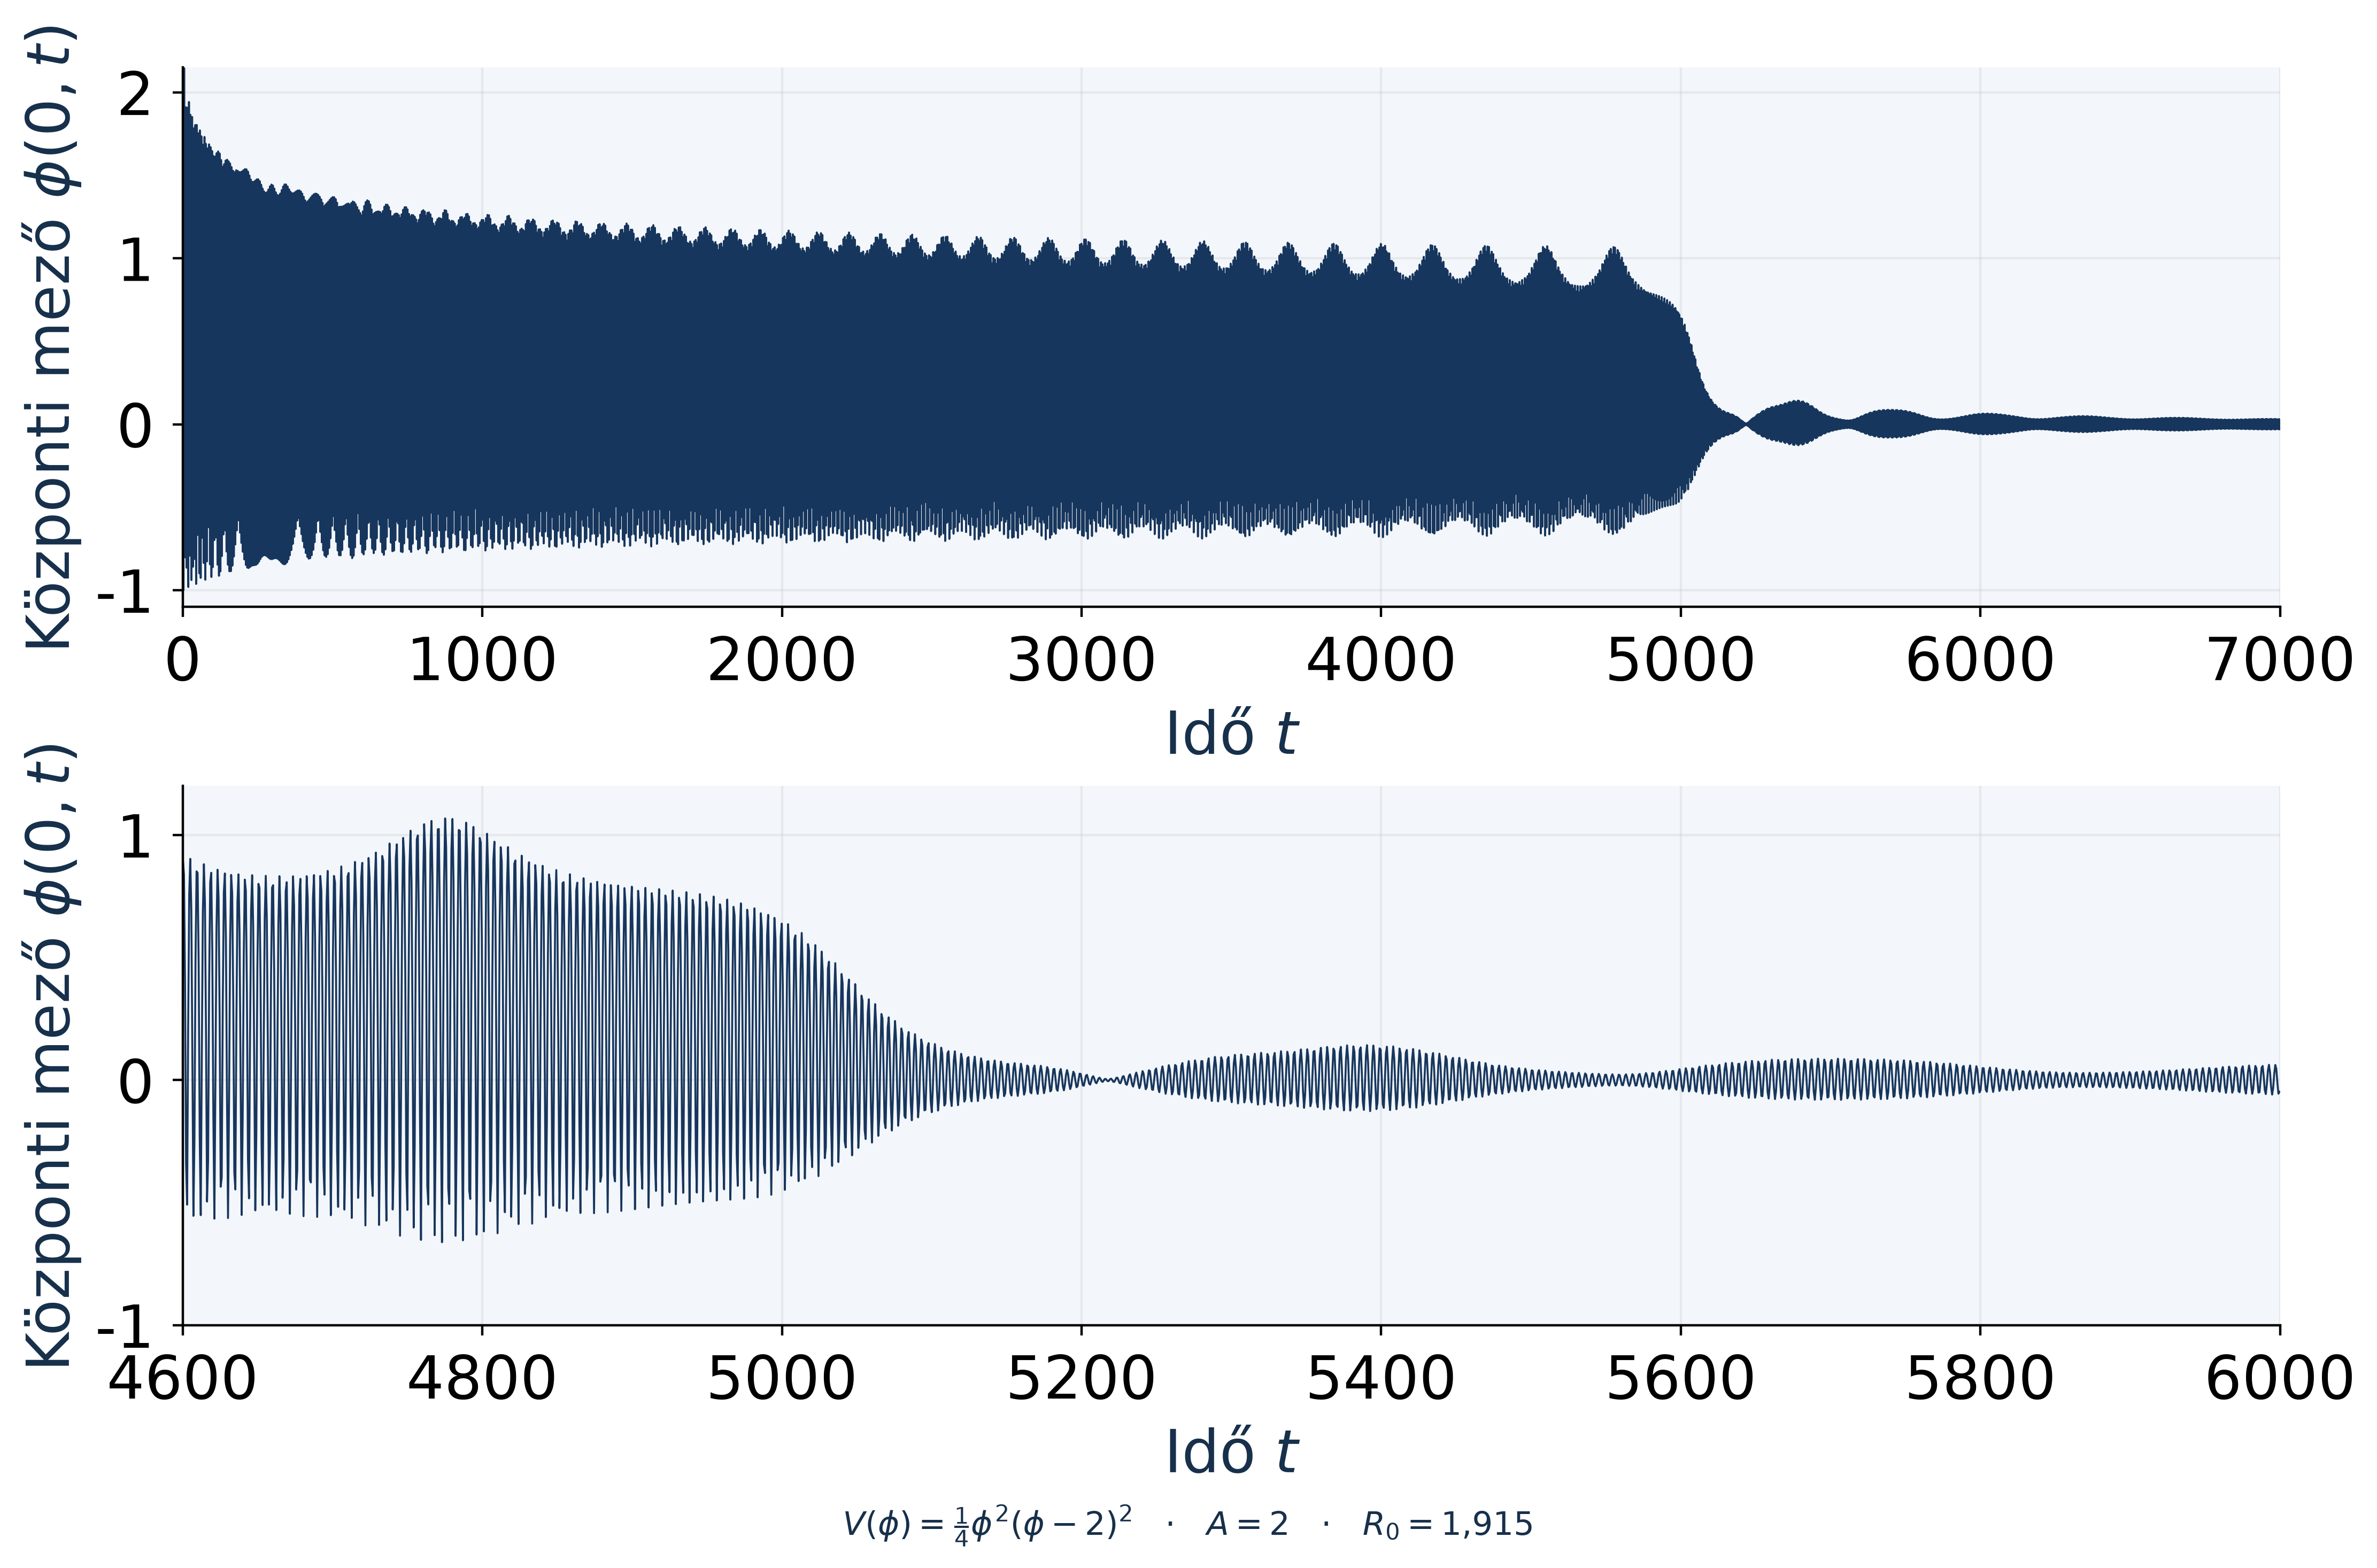 Központi mező ϕ(0, t)
2
1
0
-1
0 1000 2000 3000 4000 5000 6000 7000
Idő t
Központi mező ϕ(0, t)
1
0
-1
4600 4800 5000 5200 5400 5600 5800 6000
Idő t
V(ϕ) = ¼ϕ²(ϕ − 2)² · A = 2 · R₀ = 1,915